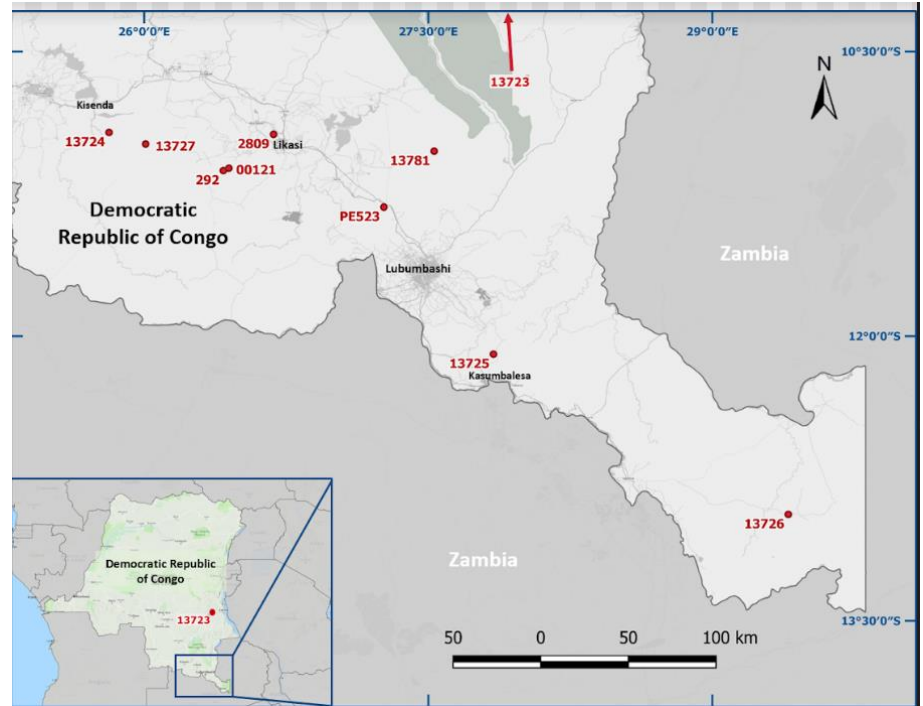 26°0'0"E
27°30'0"E
29°0'0"E
10°30'0"S
N
13723
Kisenda
13724
13727
2809
Likasi
13781
292
00121
PE523
Democratic
Republic of Congo
Zambia
Lubumbashi
12°0'0"S
13725
Kasumbalesa
13726
Democratic Republic
of Congo
13723
Zambia
13°30'0"S
50
0
50
100 km